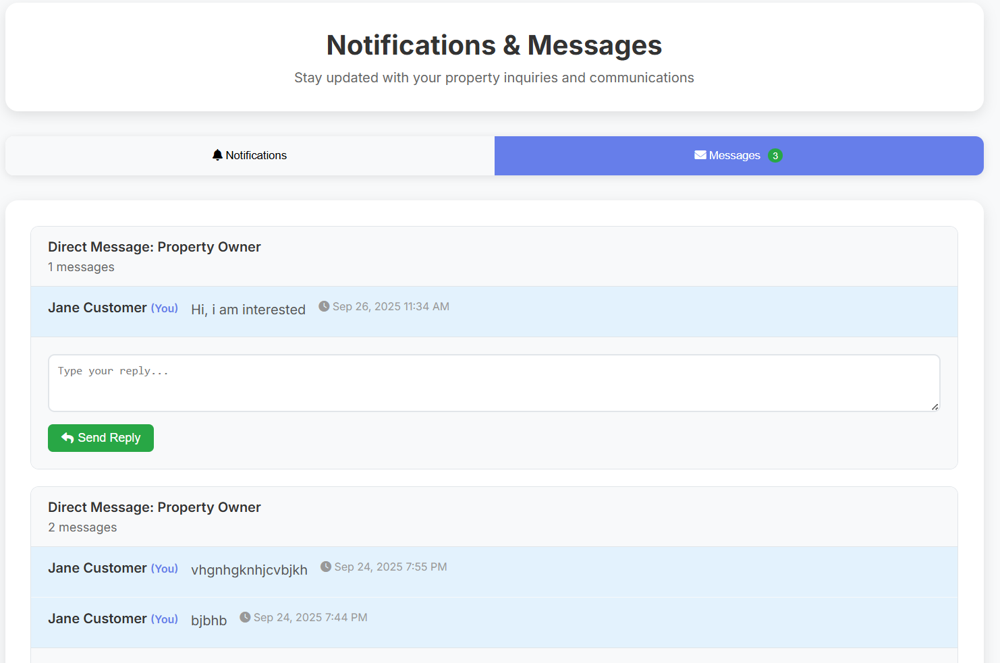 Notifications & Messages
Stay updated with your property inquiries and communications
Notifications
Messages 3
Direct Message: Property Owner
1 messages
Jane Customer (You) Hi, i am interested Sep 26, 2025 11:34 AM
Type your reply...
Send Reply
Direct Message: Property Owner
2 messages
Jane Customer (You) vhgnhgknhjcvbjkh Sep 24, 2025 7:55 PM
Jane Customer (You) bjbhb Sep 24, 2025 7:44 PM